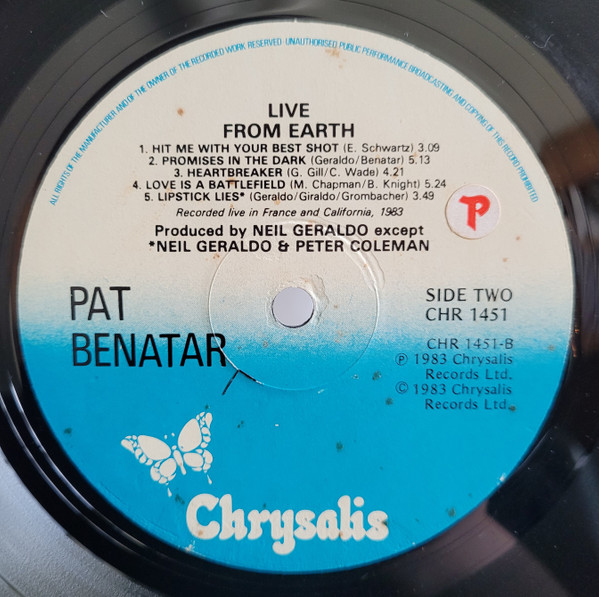 ALL RIGHTS OF THE MANUFACTURER AND OF THE OWNER OF THE RECORDED WORK RESERVED · UNAUTHORISED PUBLIC PERFORMANCE BROADCASTING AND COPYING OF THIS RECORD PROHIBITED
LIVE
FROM EARTH
1. HIT ME WITH YOUR BEST SHOT (E. Schwartz) 3.09
2. PROMISES IN THE DARK (Geraldo/Benatar) 5.13
3. HEARTBREAKER (G. Gill/C. Wade) 4.21
4. LOVE IS A BATTLEFIELD (M. Chapman/B. Knight) 5.24
5. LIPSTICK LIES* (Geraldo/Giraldo/Grombacher) 3.49
Recorded live in France and California, 1983
Produced by NEIL GERALDO except
*NEIL GERALDO & PETER COLEMAN
P
PAT
BENATAR
SIDE TWO
CHR 1451
CHR 1451-B
℗ 1983 Chrysalis
Records Ltd.
© 1983 Chrysalis
Records Ltd.
Chrysalis